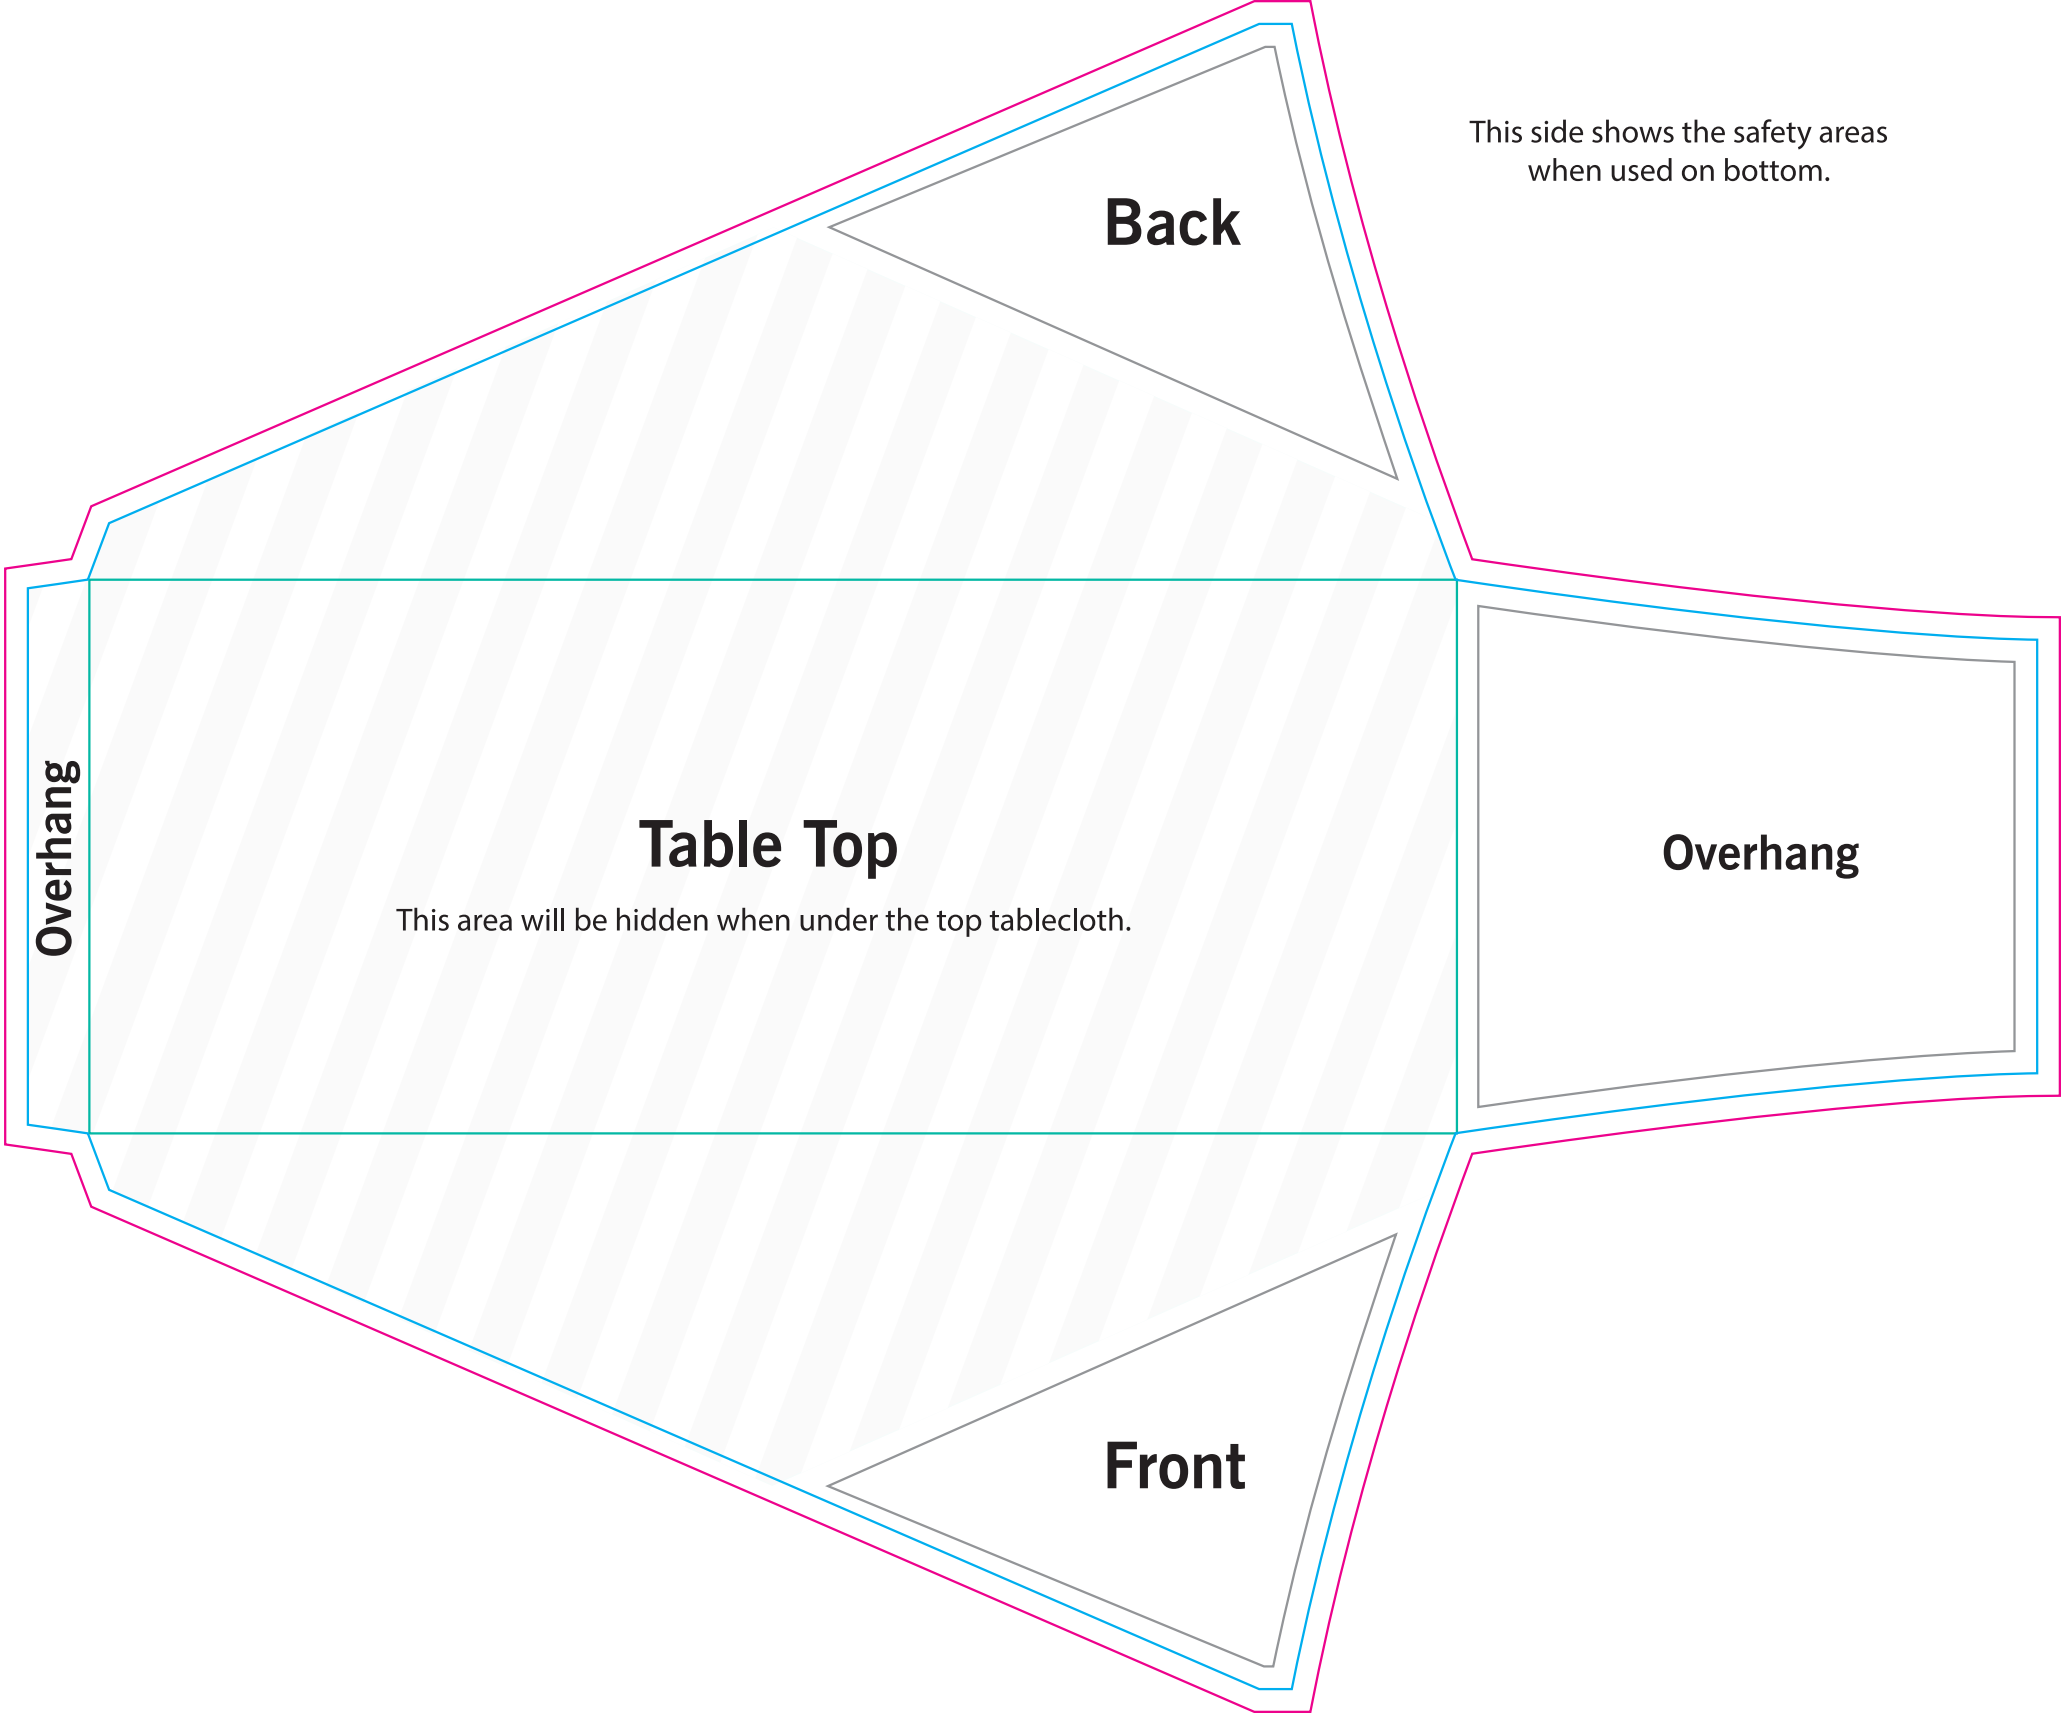 This side shows the safety areas
when used on bottom.
Back
Overhang
Table Top
This area will be hidden when under the top tablecloth.
Overhang
Front